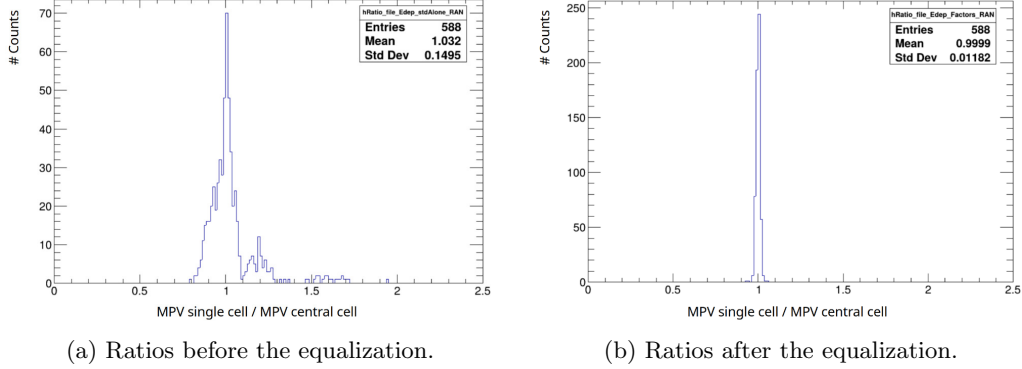 hRatio_file_Edep_stdAlone_RAN
Entries 588
Mean 1.032
Std Dev 0.1495
# Counts
70
60
50
40
30
20
10
0
0 0.5 1 1.5 2 2.5
MPV single cell / MPV central cell
(a) Ratios before the equalization.
hRatio_file_Edep_Factors_RAN
Entries 588
Mean 0.9999
Std Dev 0.01182
# Counts
250
200
150
100
50
0
0 0.5 1 1.5 2 2.5
MPV single cell / MPV central cell
(b) Ratios after the equalization.